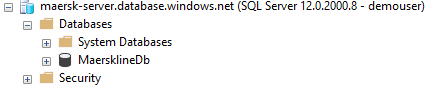 maersk-server.database.windows.net (SQL Server 12.0.2000.8 - demouser)
Databases
System Databases
MaersklineDb
Security